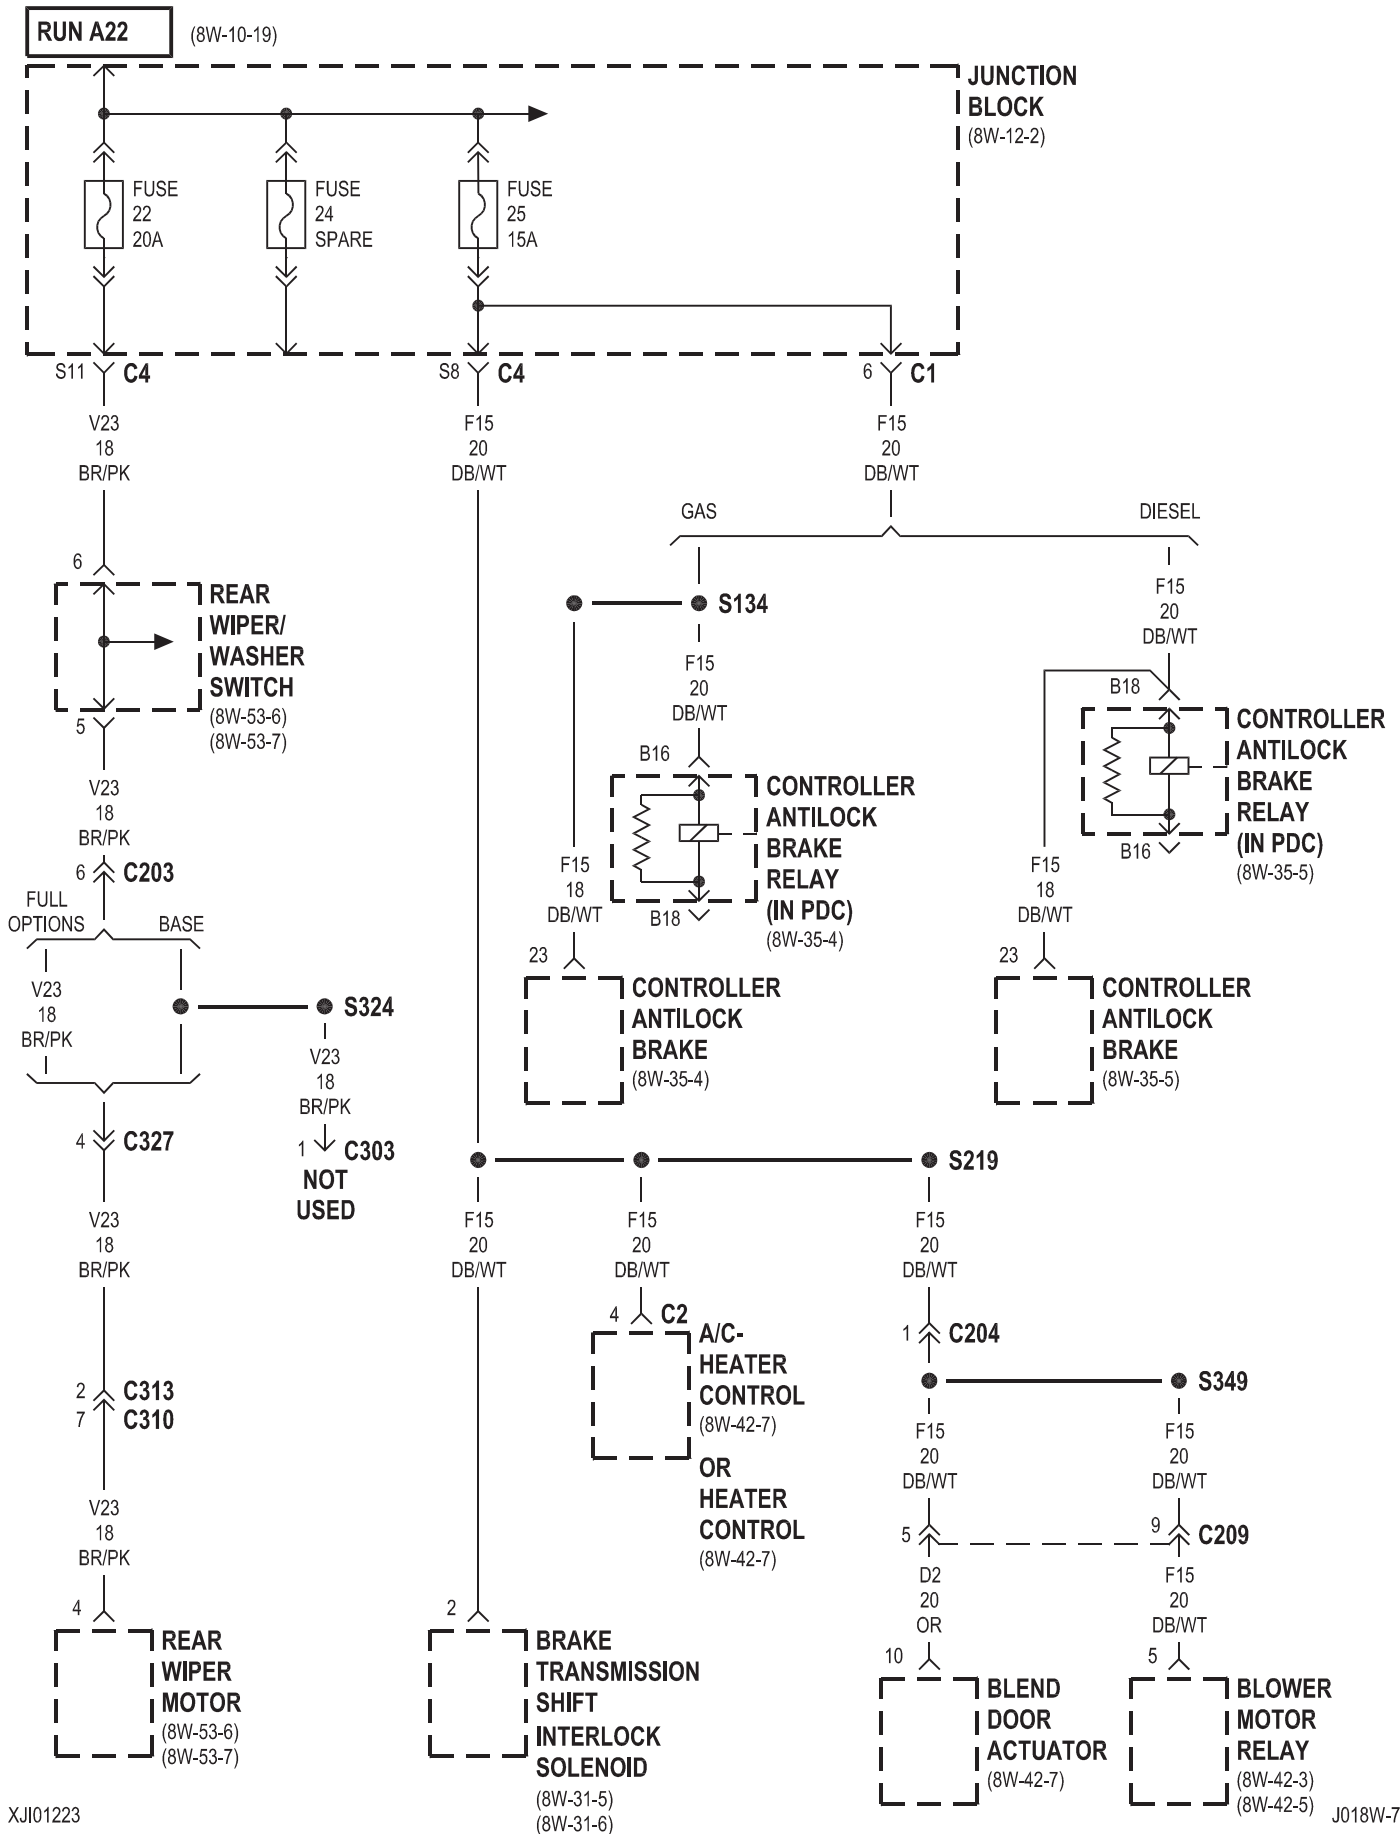 RUN A22
(8W-10-19)
JUNCTION
BLOCK
(8W-12-2)
FUSE
22
20A
FUSE
24
SPARE
FUSE
25
15A
S11
C4
S8
C4
6
C1
V23
18
BR/PK
F15
20
DB/WT
F15
20
DB/WT
GAS
DIESEL
6
REAR
WIPER/
WASHER
SWITCH
(8W-53-6)
(8W-53-7)
5
S134
F15
20
DB/WT
F15
20
DB/WT
B16
CONTROLLER
ANTILOCK
BRAKE
RELAY
(IN PDC)
(8W-35-4)
B18
B18
CONTROLLER
ANTILOCK
BRAKE
RELAY
(IN PDC)
(8W-35-5)
B16
V23
18
BR/PK
6
C203
FULL
OPTIONS
BASE
F15
18
DB/WT
F15
18
DB/WT
23
CONTROLLER
ANTILOCK
BRAKE
(8W-35-4)
23
CONTROLLER
ANTILOCK
BRAKE
(8W-35-5)
V23
18
BR/PK
S324
V23
18
BR/PK
1
C303
NOT
USED
4
C327
S219
V23
18
BR/PK
F15
20
DB/WT
F15
20
DB/WT
F15
20
DB/WT
4
C2
A/C-
HEATER
CONTROL
(8W-42-7)
OR
HEATER
CONTROL
(8W-42-7)
1
C204
S349
2
C313
7
C310
F15
20
DB/WT
F15
20
DB/WT
5
9
C209
V23
18
BR/PK
D2
20
OR
F15
20
DB/WT
4
REAR
WIPER
MOTOR
(8W-53-6)
(8W-53-7)
2
BRAKE
TRANSMISSION
SHIFT
INTERLOCK
SOLENOID
(8W-31-5)
(8W-31-6)
10
BLEND
DOOR
ACTUATOR
(8W-42-7)
5
BLOWER
MOTOR
RELAY
(8W-42-3)
(8W-42-5)
XJI01223
J018W-7